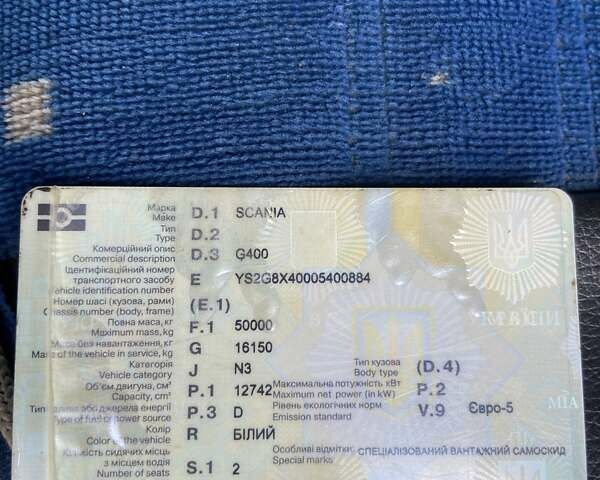 Марка
Make D.1 SCANIA
Тип
Type D.2
Комерційний опис
Commercial description D.3 G400
Ідентифікаційний номер
транспортного засобу E YS2G8X40005400884
Vehicle identification number
Номер шасі (кузова, рами) (E.1)
Chassis number (body, frame)
Повна маса, кг F.1 50000
Maximum mass, kg
Маса без навантаження, кг G 16150
Mass of the vehicle in service, kg
Категорія J N3 Тип кузова (D.4)
Vehicle category Body type
Об'єм двигуна, см³ P.1 12742 Максимальна потужність кВт P.2
Capacity, cm³ Maximum net power (in kW)
Тип пального або джерела енергії P.3 D Рівень екологічних норм V.9 Євро-5
Type of fuel or power source Emission standard
Колір R БІЛИЙ
Color of the vehicle
Кількість сидячих місць Особливі відмітки СПЕЦІАЛІЗОВАНИЙ ВАНТАЖНИЙ САМОСКИД
з місцем водія S.1 2 Special marks
Number of seats
МІА